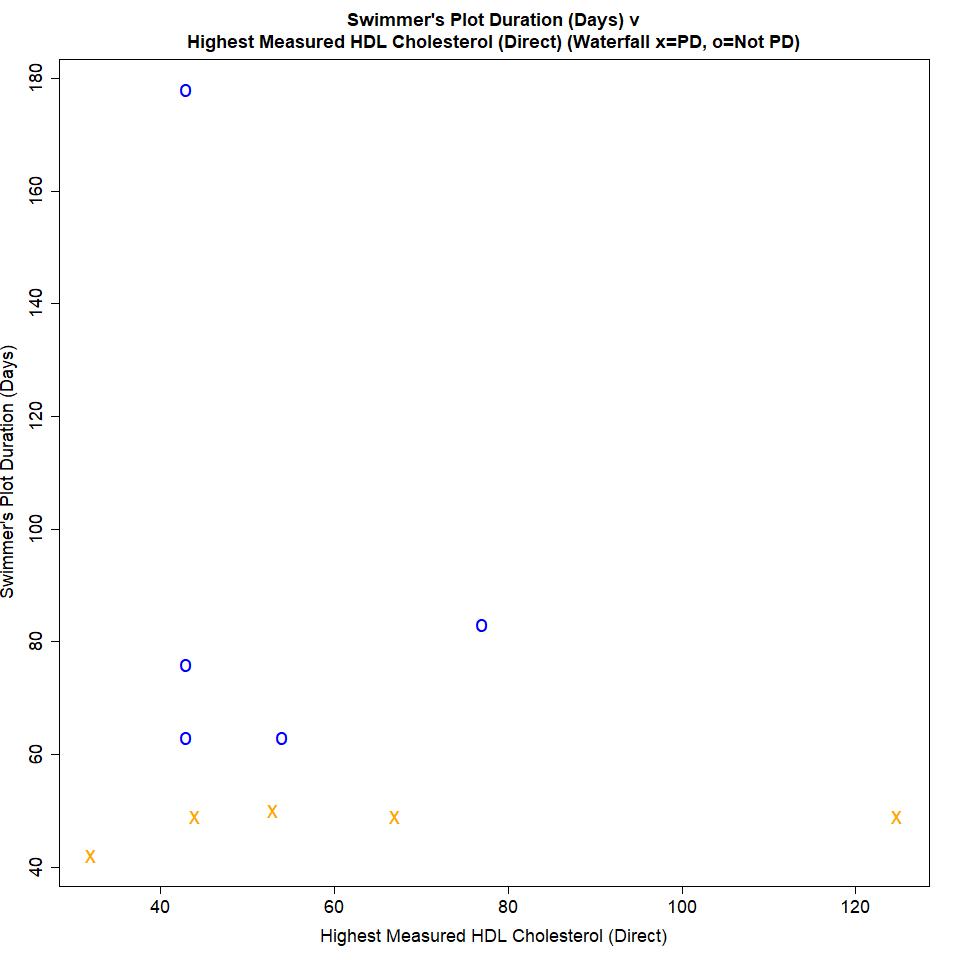 Swimmer's Plot Duration (Days) v
Highest Measured HDL Cholesterol (Direct) (Waterfall x=PD, o=Not PD)
Swimmer's Plot Duration (Days)
180
160
140
120
100
80
60
40
o
o
o
o
o
x
x
x
x
x
40 60 80 100 120
Highest Measured HDL Cholesterol (Direct)